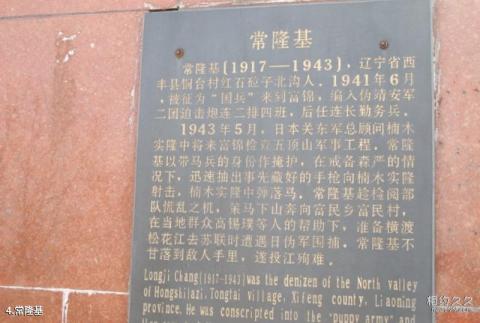 常隆基
常隆基(1917—1943)，辽宁省西
丰县铜台村红石砬子北沟人。1941年6月
，被征为“国兵”来到富锦，编入伪靖安军
二团迫击炮连二排四班，后任连长勤务兵。
1943年5月，日本关东军总顾问楠木
实隆中将来富锦检查五顶山军事工程。常隆
基以带马兵的身份作掩护，在戒备森严的情
况下，迅速抽出事先藏好的手枪向楠木实隆
射击，楠木实隆中弹落马。常隆基趁检阅部
队慌乱之机，策马下山奔向富民乡富民村，
在当地群众高锡璞等人的帮助下，准备横渡
松花江去苏联时遭遇日伪军围捕。常隆基不
甘落到敌人手里，遂投江殉难。
Longji Chang(1917-1943)was the denizen of the North valley
of Hongshilazi, Tongtai Village, Xifeng county, Liaoning
province. He was conscripted into the "puppy army" and
4.常隆基